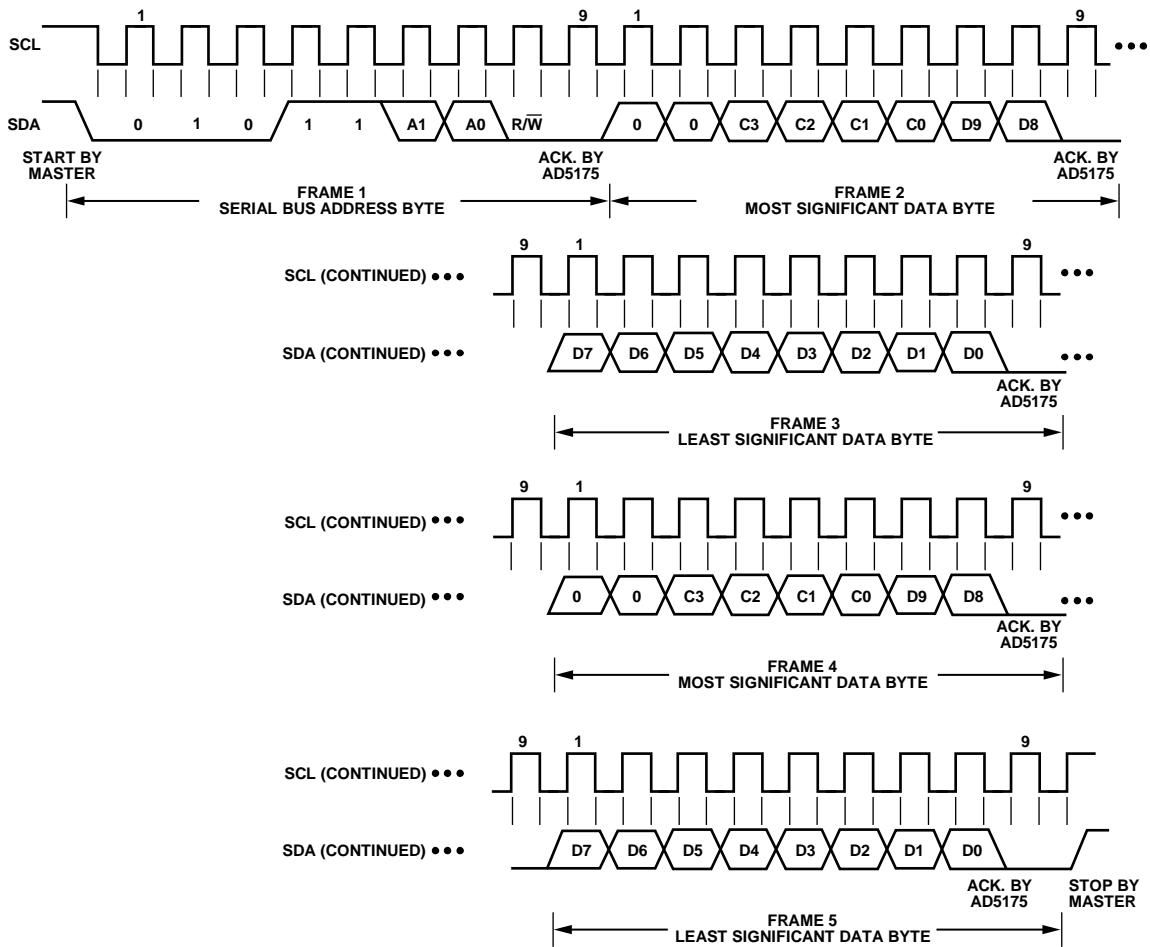 1 9 1 9
SCL
SDA 0 1 0 1 1 A1 A0 R/W̅ 0 0 C3 C2 C1 C0 D9 D8
START BY
MASTER
ACK. BY
AD5175
ACK. BY
AD5175
FRAME 1
SERIAL BUS ADDRESS BYTE
FRAME 2
MOST SIGNIFICANT DATA BYTE
9 1 9
SCL (CONTINUED)
SDA (CONTINUED) D7 D6 D5 D4 D3 D2 D1 D0
ACK. BY
AD5175
FRAME 3
LEAST SIGNIFICANT DATA BYTE
9 1 9
SCL (CONTINUED)
SDA (CONTINUED) 0 0 C3 C2 C1 C0 D9 D8
ACK. BY
AD5175
FRAME 4
MOST SIGNIFICANT DATA BYTE
9 1 9
SCL (CONTINUED)
SDA (CONTINUED) D7 D6 D5 D4 D3 D2 D1 D0
ACK. BY
AD5175
STOP BY
MASTER
FRAME 5
LEAST SIGNIFICANT DATA BYTE